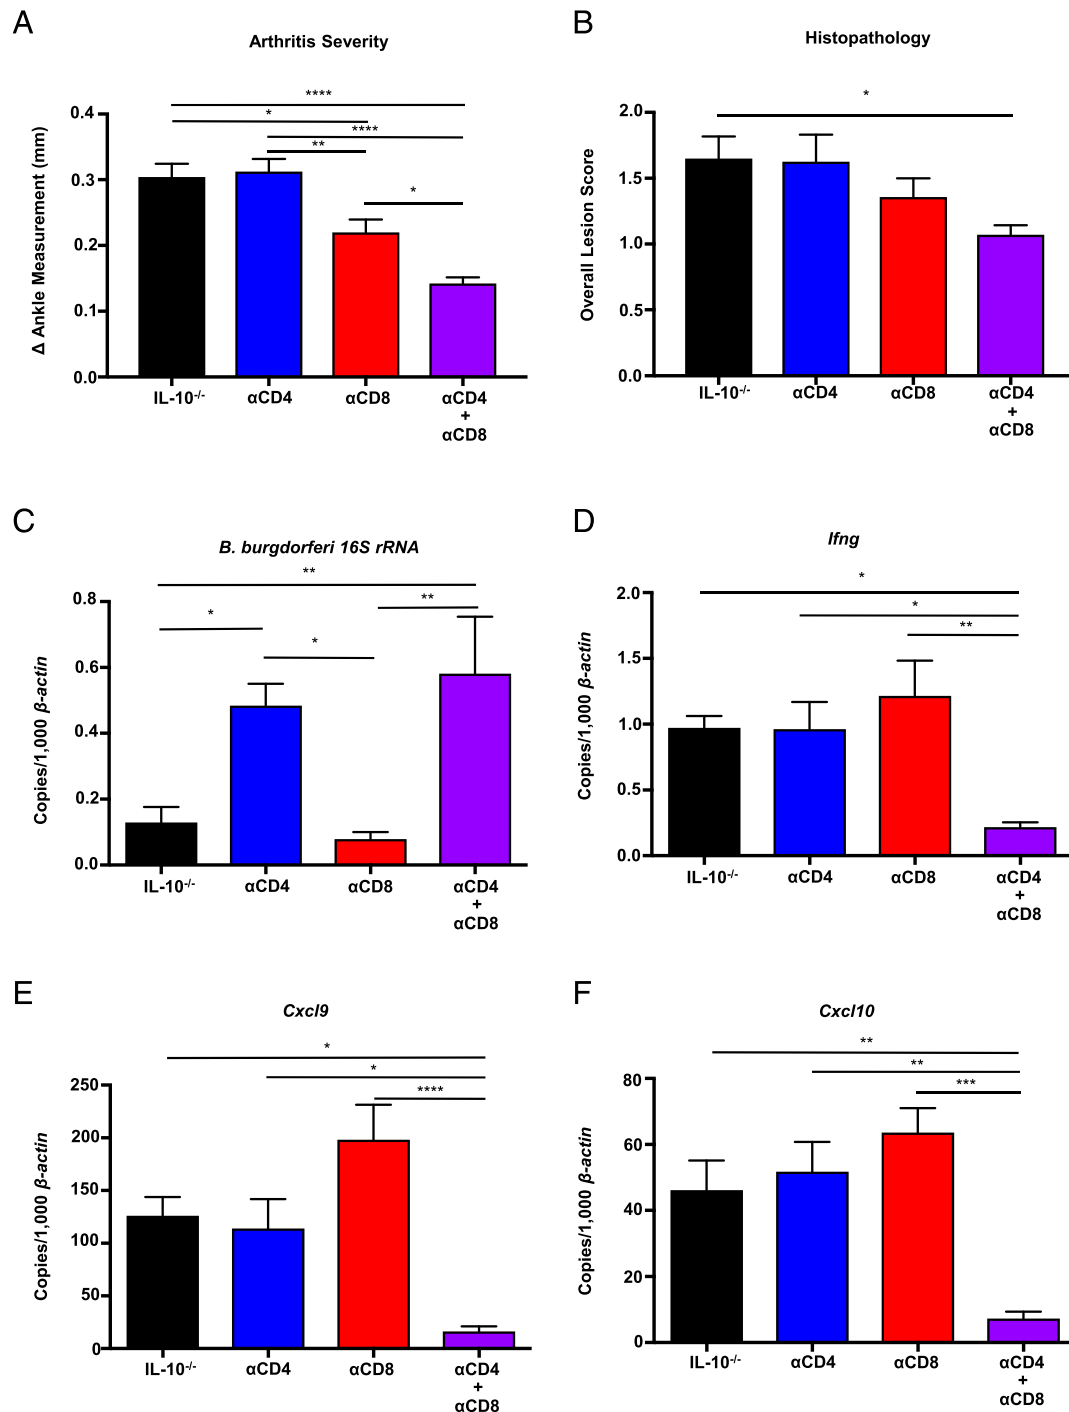 A
Arthritis Severity
****
*
****
**
*
Δ Ankle Measurement (mm)
0.4
0.3
0.2
0.1
0.0
IL-10-/-
αCD4
αCD8
αCD4
+
αCD8
B
Histopathology
*
Overall Lesion Score
2.0
1.5
1.0
0.5
0.0
IL-10-/-
αCD4
αCD8
αCD4
+
αCD8
C
B. burgdorferi 16S rRNA
**
**
*
*
Copies/1,000 β-actin
0.8
0.6
0.4
0.2
0.0
IL-10-/-
αCD4
αCD8
αCD4
+
αCD8
D
Ifng
*
*
**
Copies/1,000 β-actin
2.0
1.5
1.0
0.5
0.0
IL-10-/-
αCD4
αCD8
αCD4
+
αCD8
E
Cxcl9
*
*
****
Copies/1,000 β-actin
250
200
150
100
50
0
IL-10-/-
αCD4
αCD8
αCD4
+
αCD8
F
Cxcl10
**
**
***
Copies/1,000 β-actin
80
60
40
20
0
IL-10-/-
αCD4
αCD8
αCD4
+
αCD8